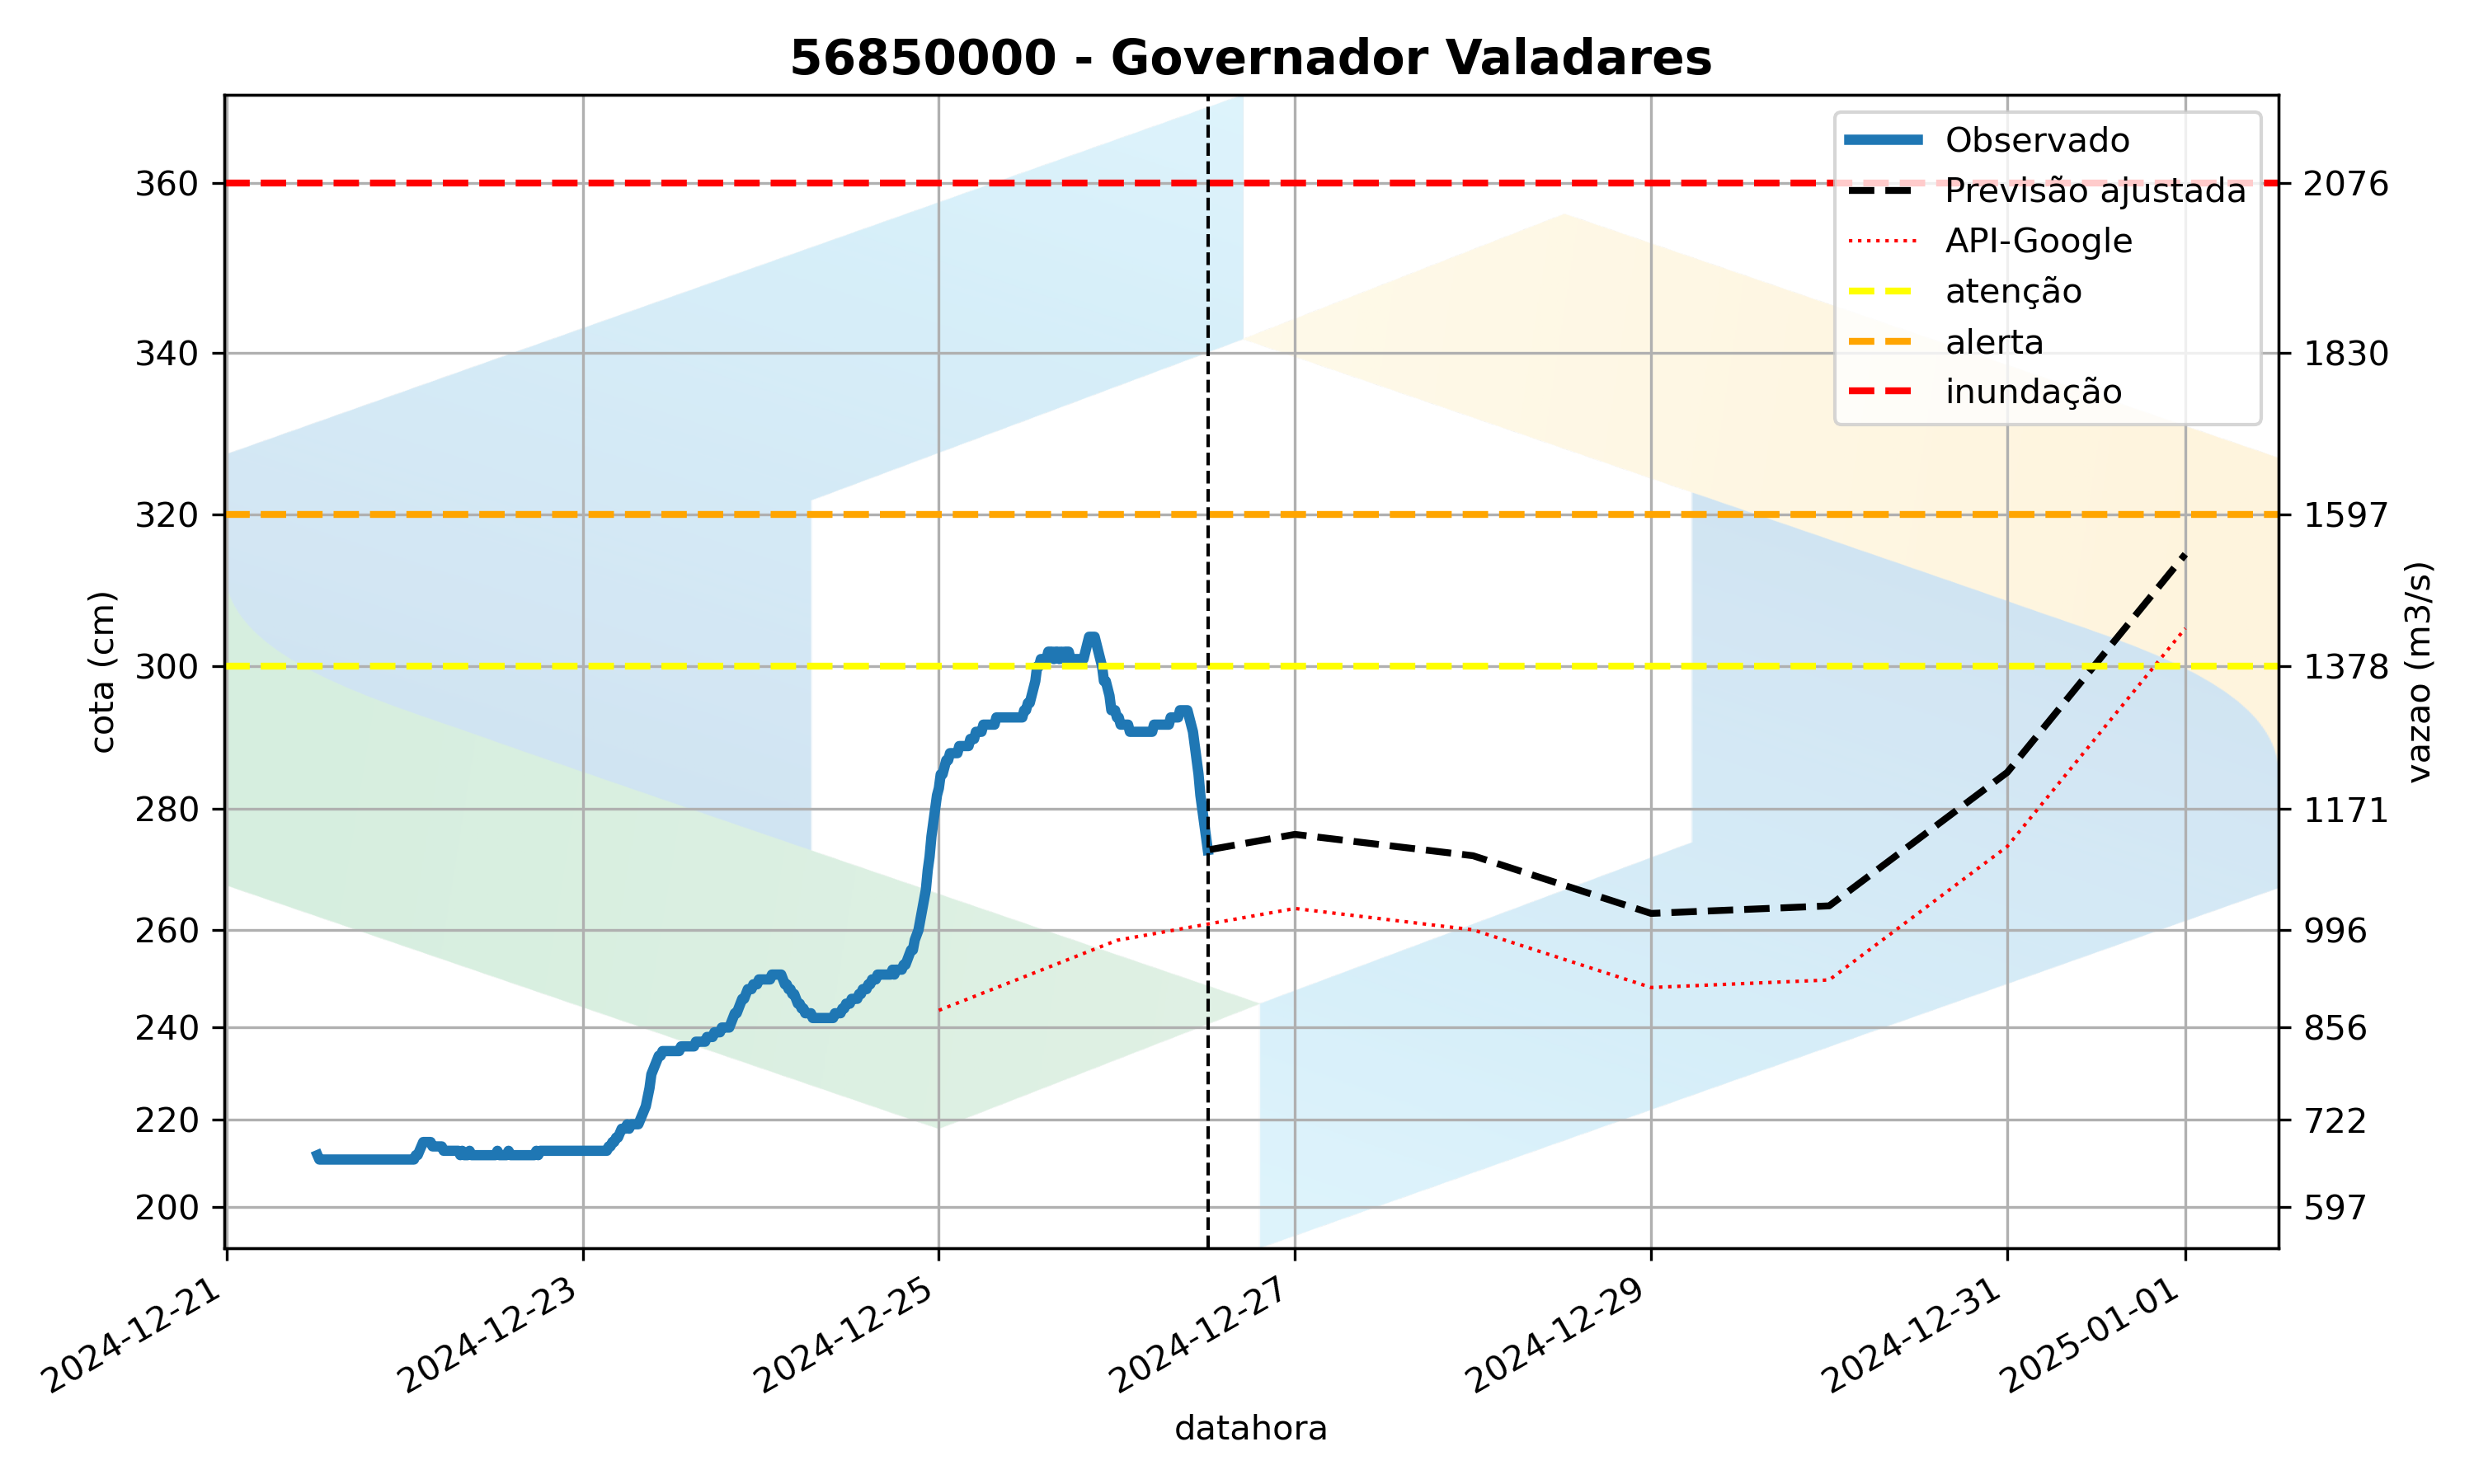 56850000 - Governador Valadares
Observado
Previsão ajustada
API-Google
atenção
alerta
inundação
360
340
320
300
280
260
240
220
200
cota (cm)
2076
1830
1597
1378
1171
996
856
722
597
vazao (m3/s)
2024-12-21
2024-12-23
2024-12-25
2024-12-27
2024-12-29
2024-12-31
2025-01-01
datahora